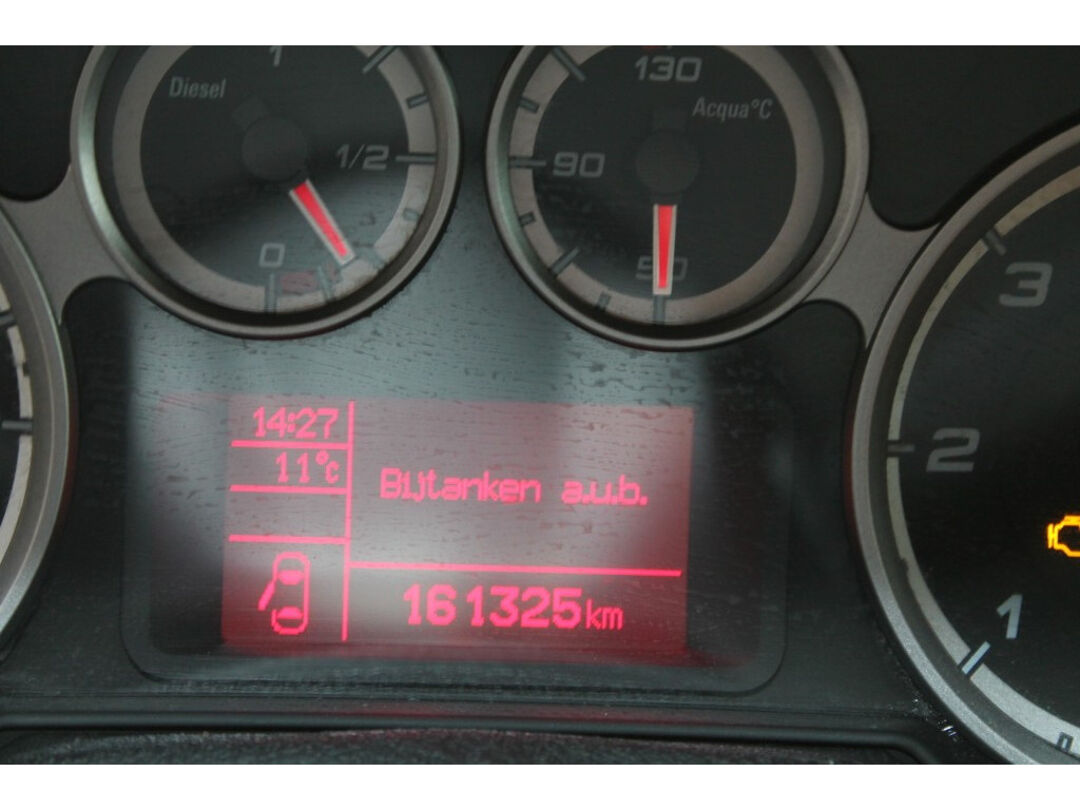 1
Diesel
1/2
0
130
Acqua°C
90
50
3
2
1
14:27
11°C
Bijtanken a.u.b.
161325km